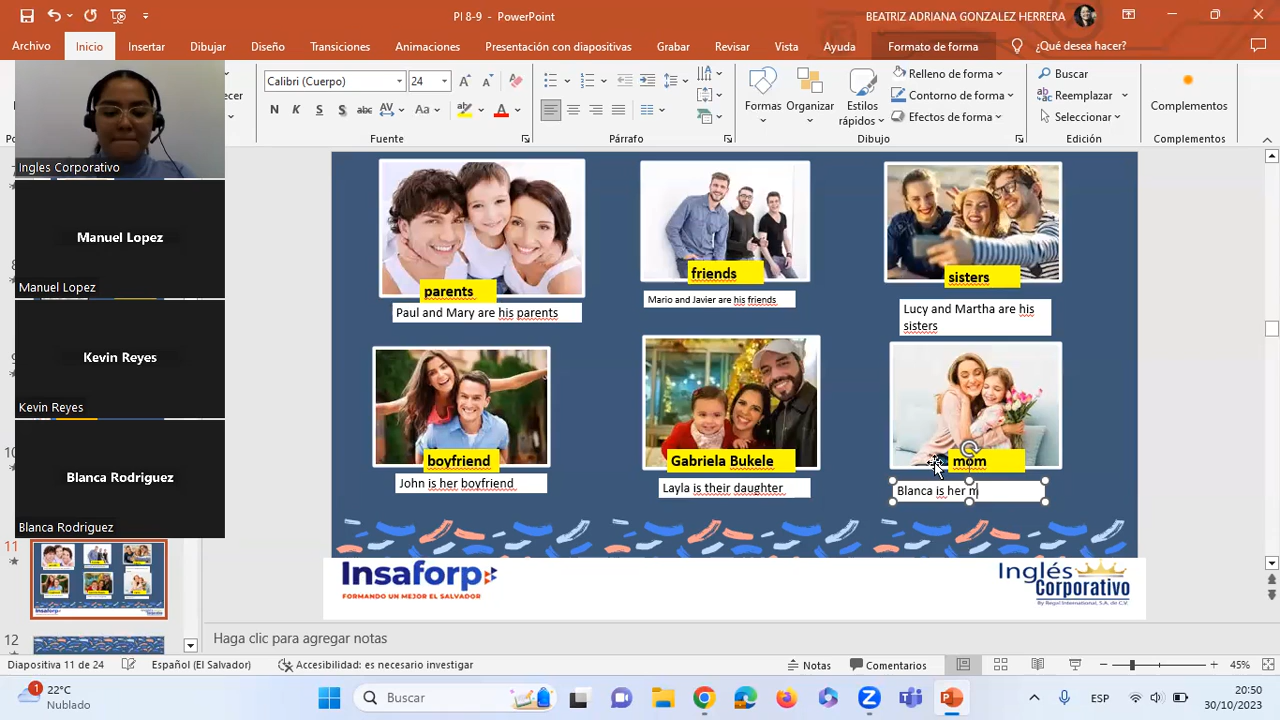 PI 8-9 - PowerPoint
BEATRIZ ADRIANA GONZALEZ HERRERA
Archivo Inicio Insertar Dibujar Diseño Transiciones Animaciones Presentación con diapositivas Grabar Revisar Vista Ayuda Formato de forma ¿Qué desea hacer?
Calibri (Cuerpo) 24
Relleno de forma
Contorno de forma
Efectos de forma
Buscar
Reemplazar
Seleccionar
Formas Organizar Estilos rápidos
Complementos
Fuente Párrafo Dibujo Edición Complementos
Ingles Corporativo
Manuel Lopez
Manuel Lopez
Kevin Reyes
Kevin Reyes
Blanca Rodriguez
Blanca Rodriguez
parents
Paul and Mary are his parents
friends
Mario and Javier are his friends
sisters
Lucy and Martha are his
sisters
boyfriend
John is her boyfriend
Gabriela Bukele
Layla is their daughter
mom
Blanca is her m
Insaforp
FORMANDO UN MEJOR EL SALVADOR
Inglés
Corporativo
By Regal International, S.A. de C.V.
11
12
Haga clic para agregar notas
Diapositiva 11 de 24 Español (El Salvador) Accesibilidad: es necesario investigar Notas Comentarios 45%
1
22°C
Nublado
Buscar
ESP
20:50
30/10/2023